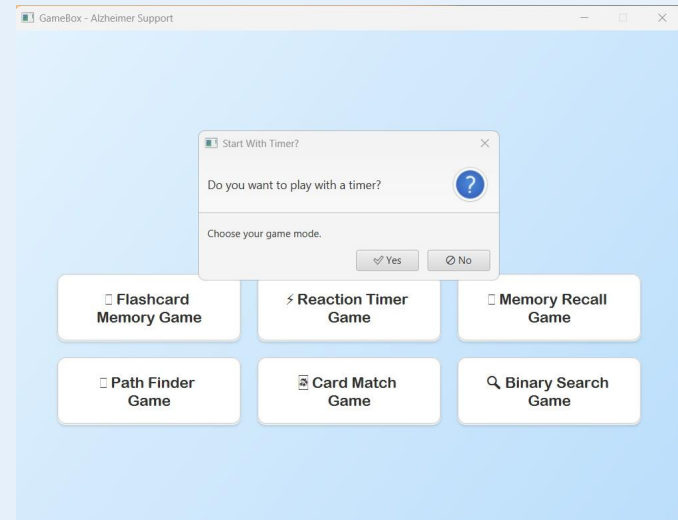 GameBox - Alzheimer Support
Start With Timer?
Do you want to play with a timer?
Choose your game mode.
Yes
No
Flashcard
Memory Game
⚡ Reaction Timer
Game
Memory Recall
Game
Path Finder
Game
Card Match
Game
🔍 Binary Search
Game